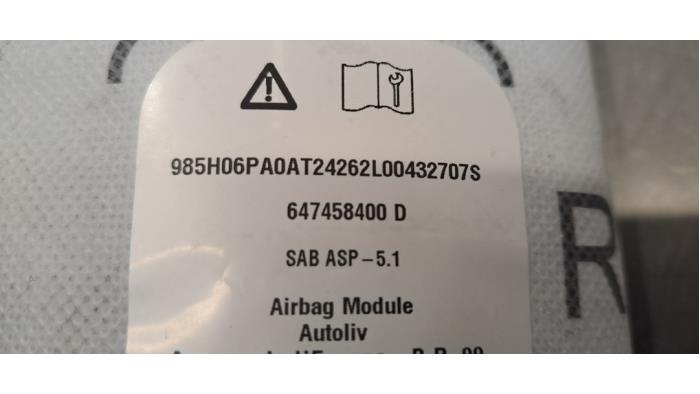 985H06PA0AT24262L00432707S
647458400 D
SAB ASP-5.1
Airbag Module
Autoliv
R